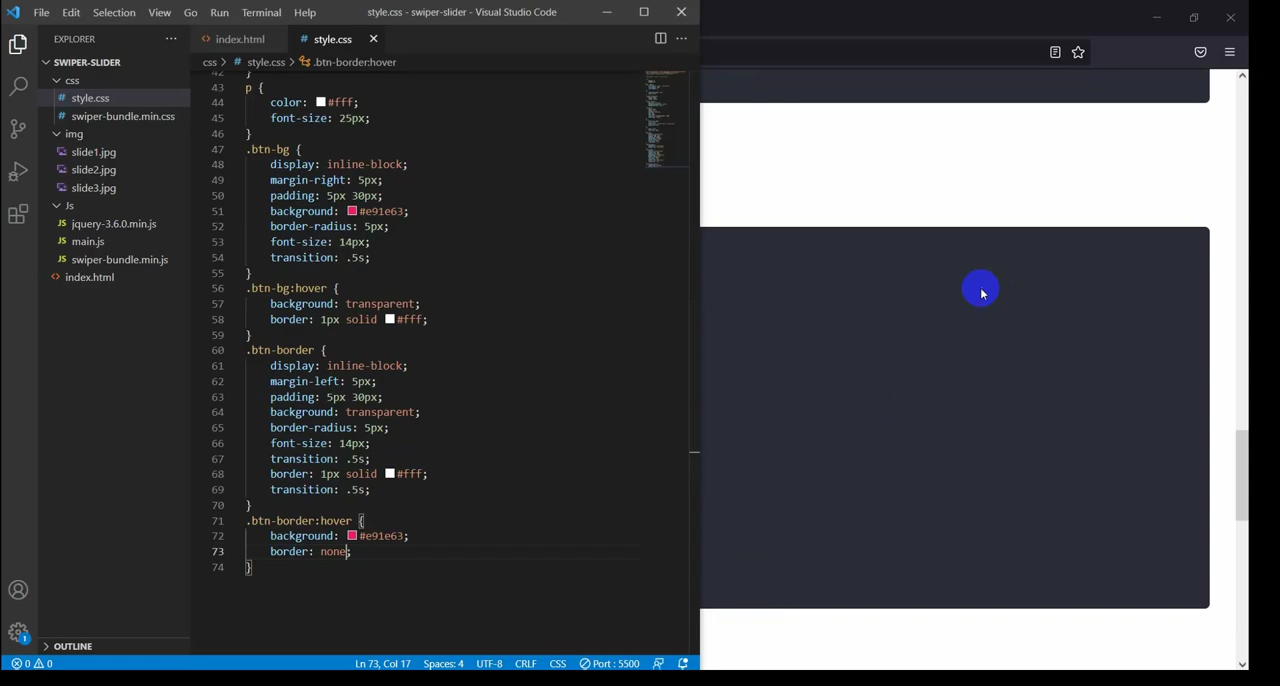 File Edit Selection View Go Run Terminal Help style.css - swiper-slider - Visual Studio Code
EXPLORER
SWIPER-SLIDER
css
# style.css
# swiper-bundle.min.css
img
slide1.jpg
slide2.jpg
slide3.jpg
Js
JS jquery-3.6.0.min.js
JS main.js
JS swiper-bundle.min.js
<> index.html
OUTLINE
<> index.html # style.css
css > # style.css > .btn-border:hover
42 }
43 p {
44 color: #fff;
45 font-size: 25px;
46 }
47 .btn-bg {
48 display: inline-block;
49 margin-right: 5px;
50 padding: 5px 30px;
51 background: #e91e63;
52 border-radius: 5px;
53 font-size: 14px;
54 transition: .5s;
55 }
56 .btn-bg:hover {
57 background: transparent;
58 border: 1px solid #fff;
59 }
60 .btn-border {
61 display: inline-block;
62 margin-left: 5px;
63 padding: 5px 30px;
64 background: transparent;
65 border-radius: 5px;
66 font-size: 14px;
67 transition: .5s;
68 border: 1px solid #fff;
69 transition: .5s;
70 }
71 .btn-border:hover {
72 background: #e91e63;
73 border: none;
74 }
1
0 0 Ln 73, Col 17 Spaces: 4 UTF-8 CRLF CSS Port : 5500